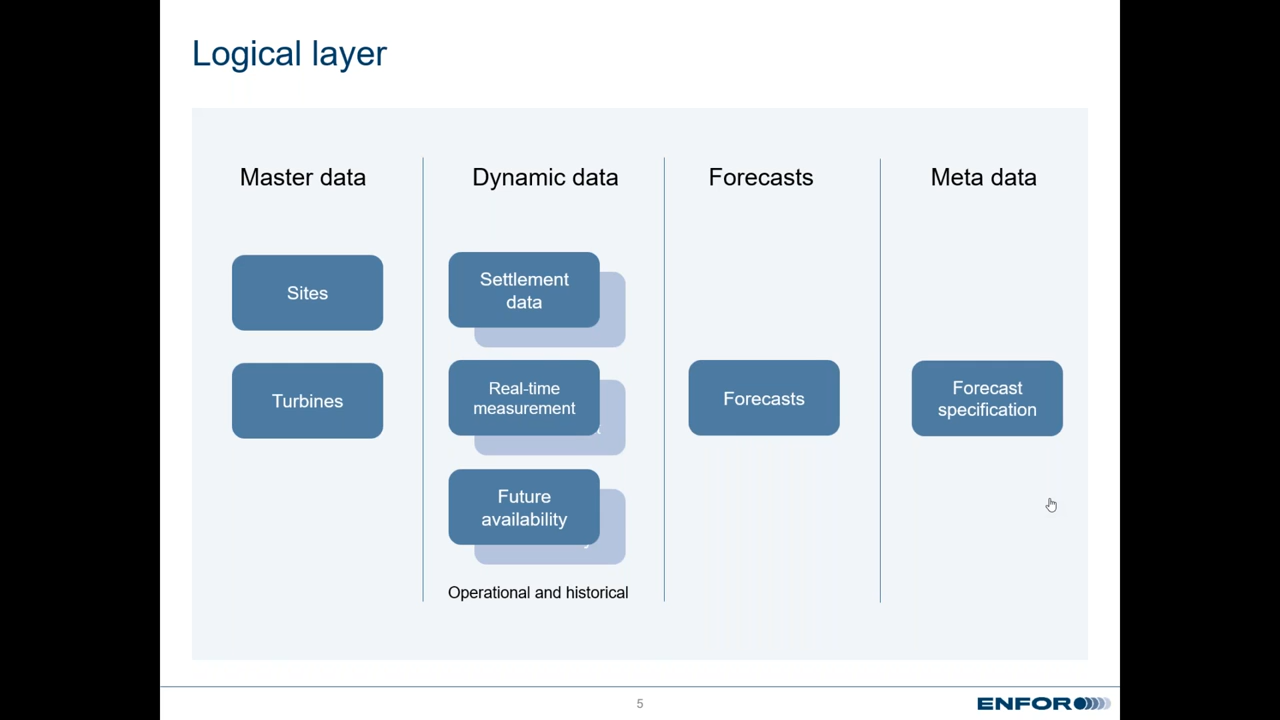 Logical layer
Master data
Dynamic data
Forecasts
Meta data
Sites
Turbines
Settlement
data
Real-time
measurement
Future
availability
Operational and historical
Forecasts
Forecast
specification
5
ENFOR